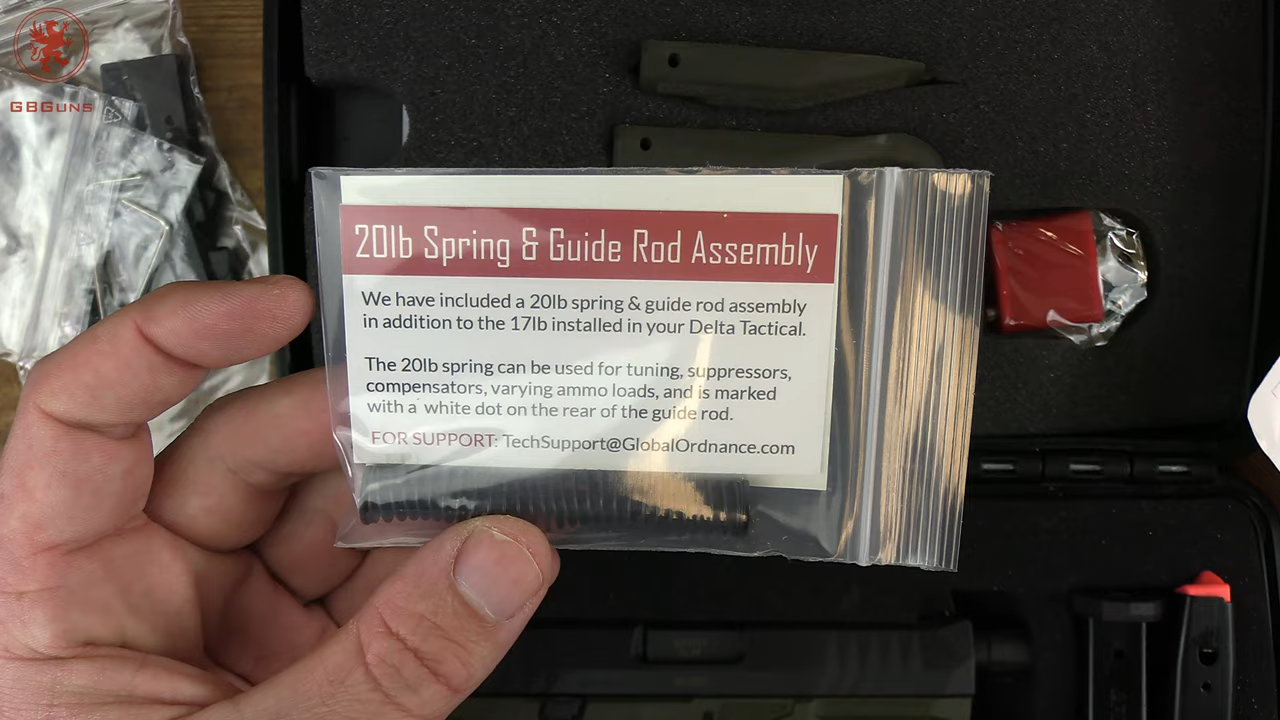 GBGuns
20lb Spring & Guide Rod Assembly
We have included a 20lb spring & guide rod assembly
in addition to the 17lb installed in your Delta Tactical.
The 20lb spring can be used for tuning, suppressors,
compensators, varying ammo loads, and is marked
with a white dot on the rear of the guide rod.
FOR SUPPORT: TechSupport@GlobalOrdnance.com